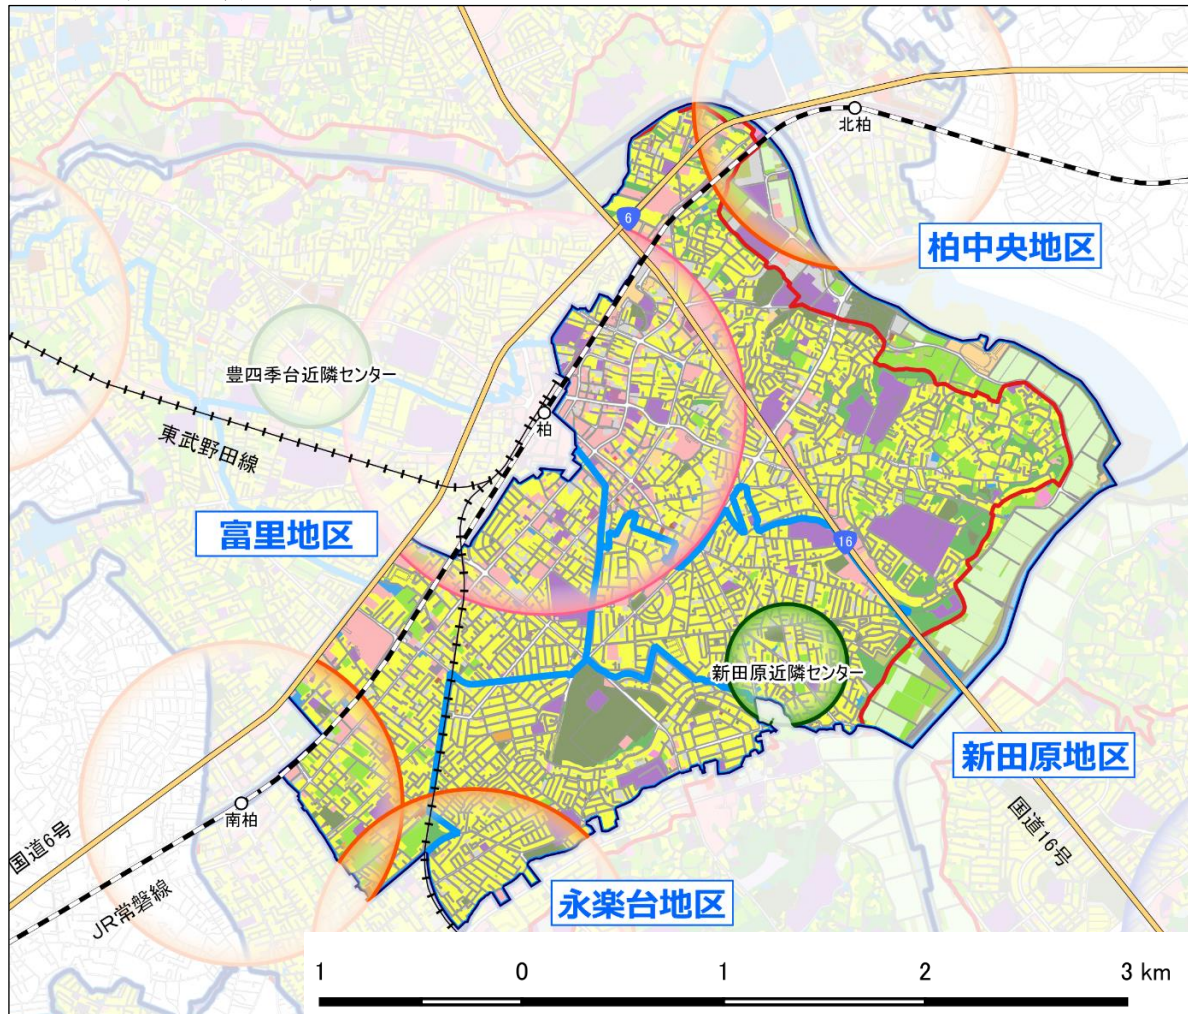 北柏
6
柏中央地区
豊四季台近隣センター
柏
東武野田線
富里地区
16
新田原近隣センター
新田原地区
南柏
国道6号
国道16号
JR常磐線
永楽台地区
1 0 1 2 3 km